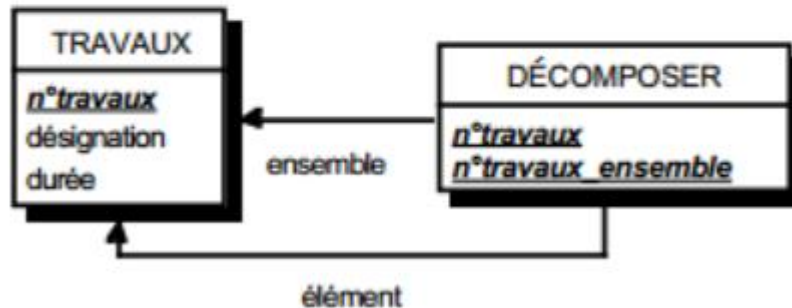 TRAVAUX
n°travaux
désignation
durée
ensemble
DÉCOMPOSER
n°travaux
n°travaux_ensemble
élément